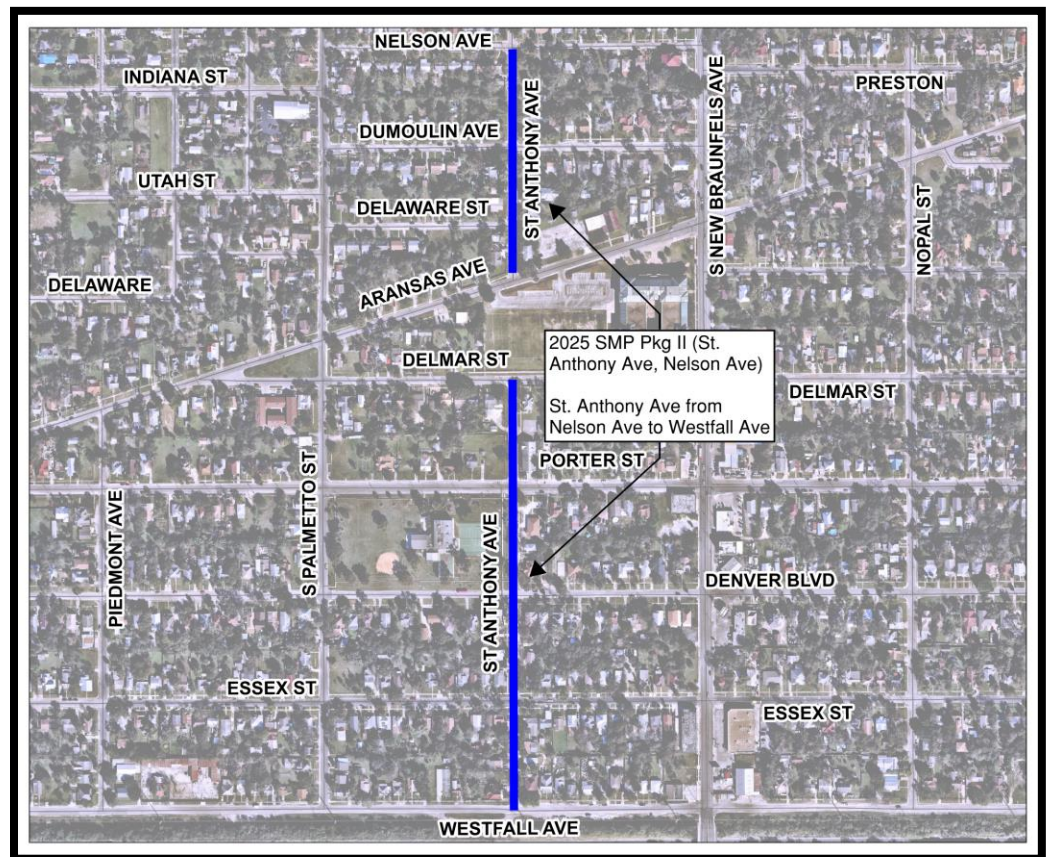 NELSON AVE
INDIANA ST
PRESTON
DUMOULIN AVE
ST ANTHONY AVE
S NEW BRAUNFELS AVE
UTAH ST
DELAWARE ST
NOPAL ST
DELAWARE
ARANSAS AVE
2025 SMP Pkg II (St.
Anthony Ave, Nelson Ave)
St. Anthony Ave from
Nelson Ave to Westfall Ave
DELMAR ST
DELMAR ST
PORTER ST
PIEDMONT AVE
S PALMETTO ST
ST ANTHONY AVE
DENVER BLVD
ESSEX ST
ESSEX ST
WESTFALL AVE